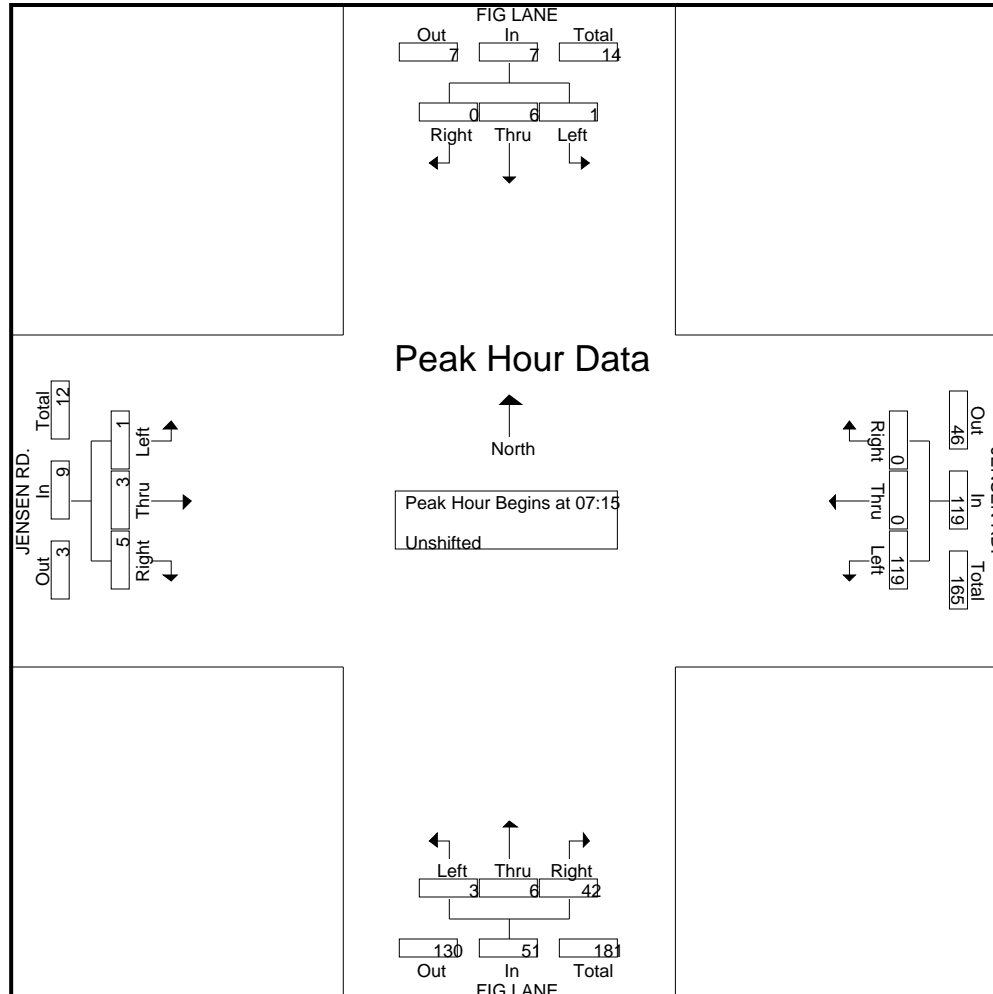 FIG LANE
Out In Total
7 7 14
0 6 1
Right Thru Left
Peak Hour Data
North
Peak Hour Begins at 07:15
Unshifted
JENSEN RD.
Total In Out
12 9 3
1 3 5
Left Thru Right
Right Thru Left
0 0 119
46 119 165
Out In Total
Left Thru Right
3 6 42
130 51 181
Out In Total
FIG LANE